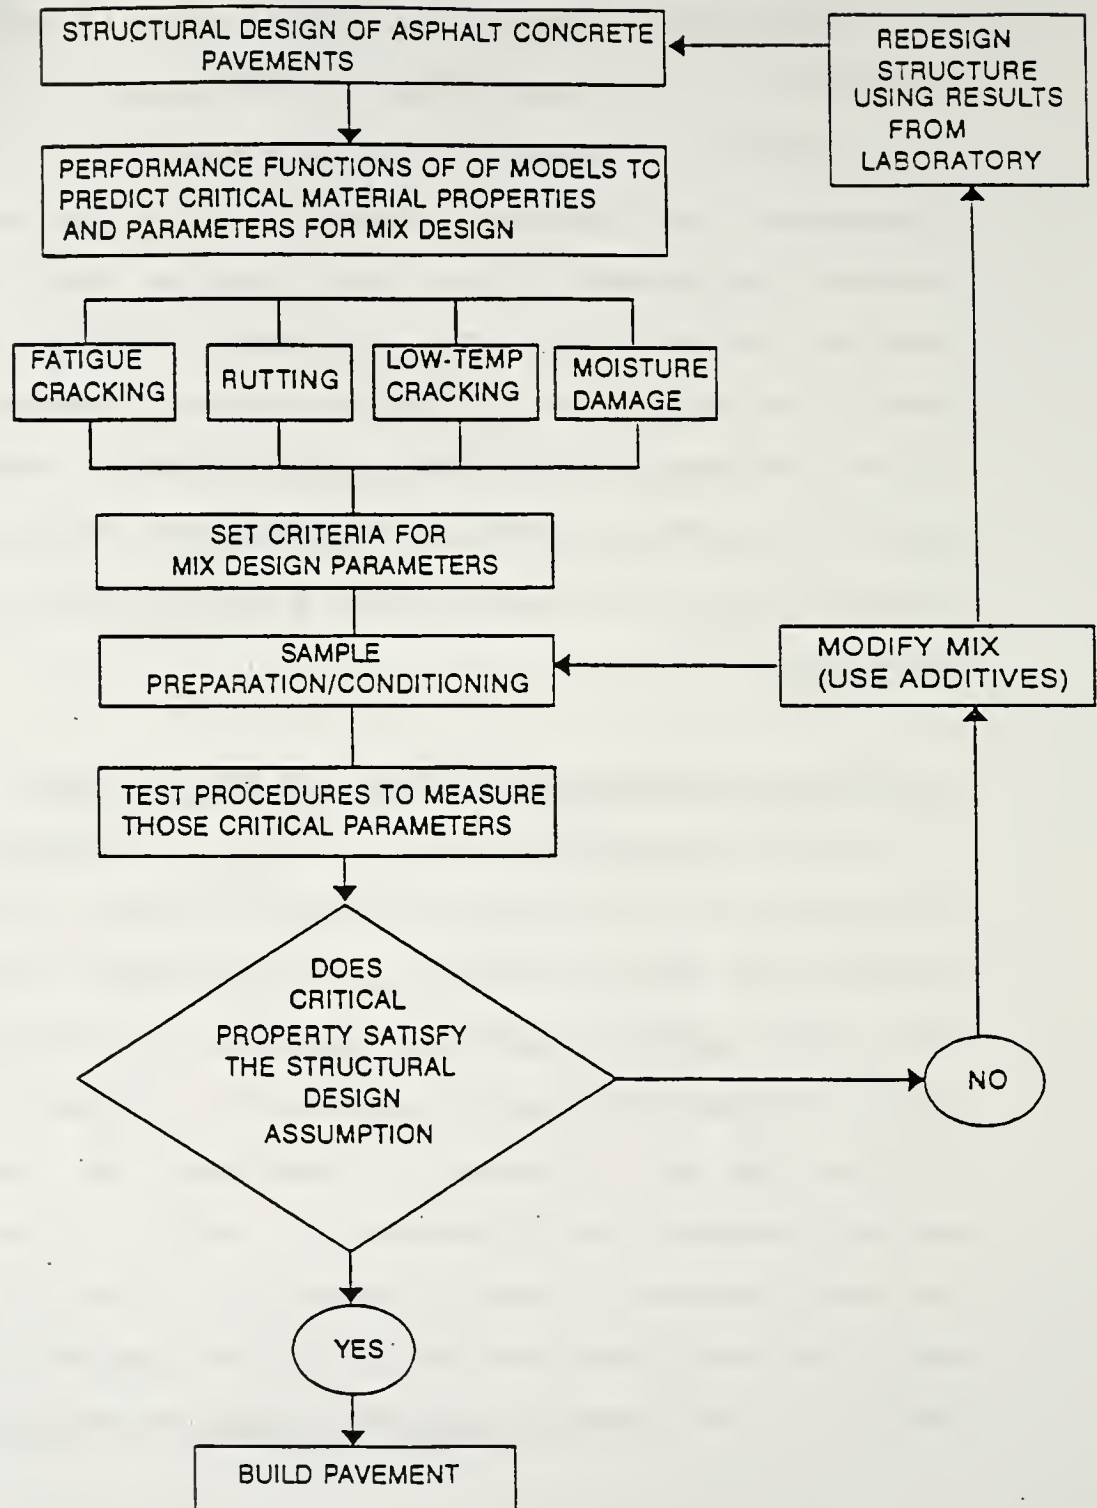 STRUCTURAL DESIGN OF ASPHALT CONCRETE
PAVEMENTS
REDESIGN
STRUCTURE
USING RESULTS
FROM
LABORATORY
PERFORMANCE FUNCTIONS OF OF MODELS TO
PREDICT CRITICAL MATERIAL PROPERTIES
AND PARAMETERS FOR MIX DESIGN
FATIGUE
CRACKING
RUTTING
LOW-TEMP
CRACKING
MOISTURE
DAMAGE
SET CRITERIA FOR
MIX DESIGN PARAMETERS
SAMPLE
PREPARATION/CONDITIONING
MODIFY MIX
(USE ADDITIVES)
TEST PROCEDURES TO MEASURE
THOSE CRITICAL PARAMETERS
DOES
CRITICAL
PROPERTY SATISFY
THE STRUCTURAL
DESIGN
ASSUMPTION
NO
YES
BUILD PAVEMENT